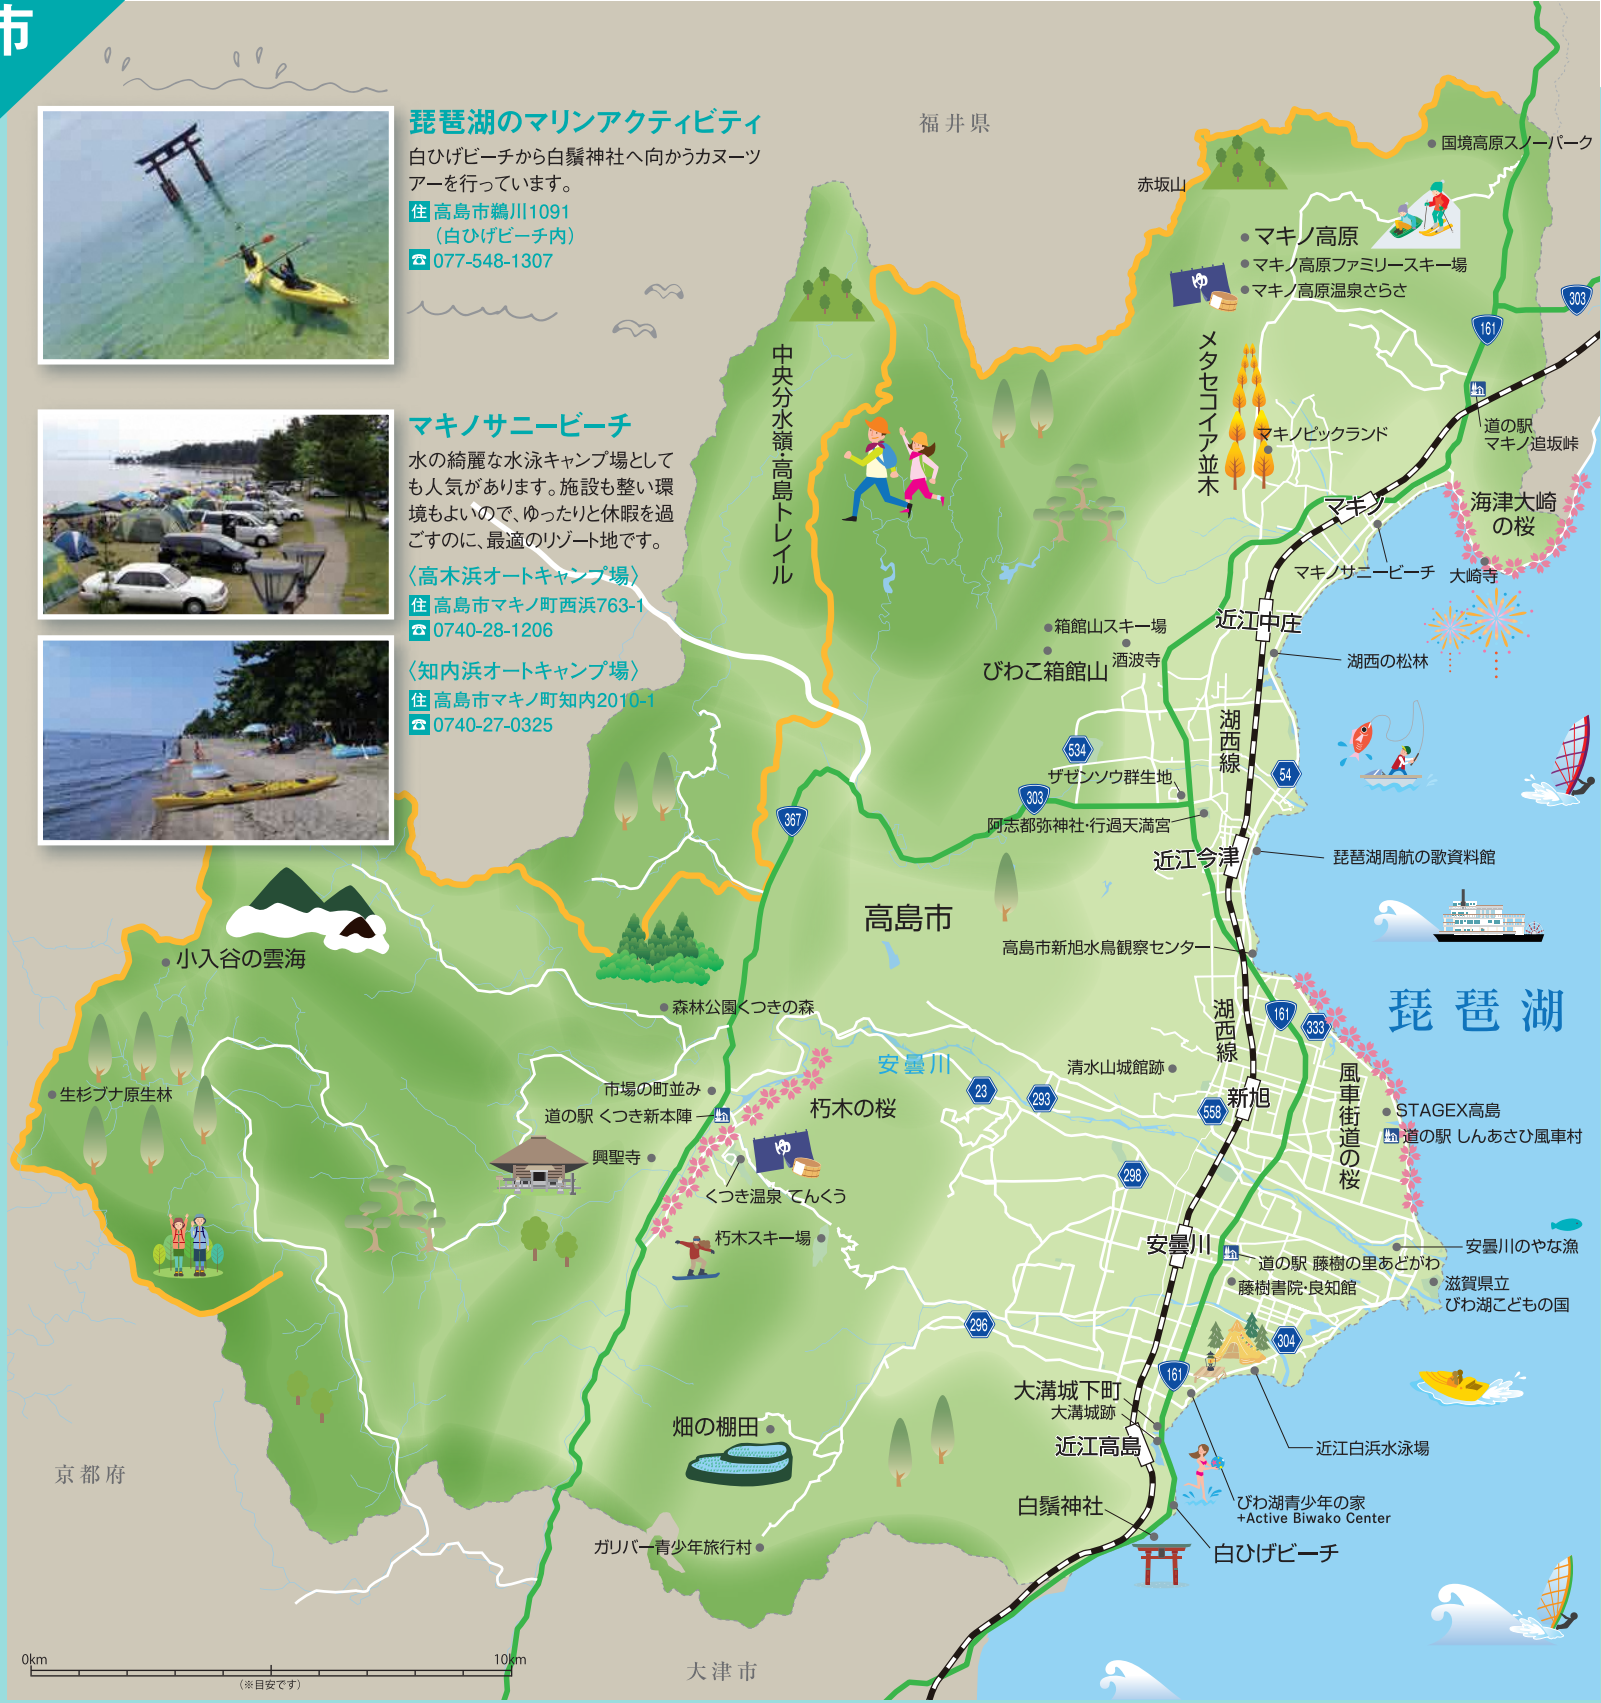 市
琵琶湖のマリンアクティビティ
白ひげビーチから白鬚神社へ向かうカヌーツ
アーを行っています。
住 高島市鵜川1091
（白ひげビーチ内）
☎ 077-548-1307
マキノサニービーチ
水の綺麗な水泳キャンプ場として
も人気があります。施設も整い環
境もよいので、ゆったりと休暇を過
ごすのに、最適のリゾート地です。
〈高木浜オートキャンプ場〉
住 高島市マキノ町西浜763-1
☎ 0740-28-1206
〈知内浜オートキャンプ場〉
住 高島市マキノ町知内2010-1
☎ 0740-27-0325
福井県
国境高原スノーパーク
赤坂山
マキノ高原
マキノ高原ファミリースキー場
マキノ高原温泉さらさ
ゆ
303
161
メタセコイア並木
中央分水嶺・高島トレイル
マキノピックランド
道の駅
マキノ追坂峠
マキノ
海津大崎
の桜
マキノサニービーチ
大崎寺
近江中庄
箱館山スキー場
酒波寺
びわこ箱館山
湖西の松林
湖西線
534
54
ザゼンソウ群生地
303
367
阿志都弥神社・行過天満宮
近江今津
琵琶湖周航の歌資料館
高島市
高島市新旭水鳥観察センター
小入谷の雲海
琵琶湖
森林公園くつきの森
湖西線
161
333
安曇川
清水山城館跡
23
293
558
新旭
風車街道の桜
生杉ブナ原生林
市場の町並み
道の駅 くつき新本陣
朽木の桜
STAGEX高島
道の駅 しんあさひ風車村
興聖寺
ゆ
298
くつき温泉 てんくう
朽木スキー場
安曇川
安曇川のやな漁
道の駅 藤樹の里あどがわ
藤樹書院・良知館
滋賀県立
びわ湖こどもの国
296
304
161
大溝城下町
大溝城跡
畑の棚田
近江高島
近江白浜水泳場
京都府
白鬚神社
びわ湖青少年の家
+Active Biwako Center
ガリバー青少年旅行村
白ひげビーチ
0km
10km
（※目安です）
大津市